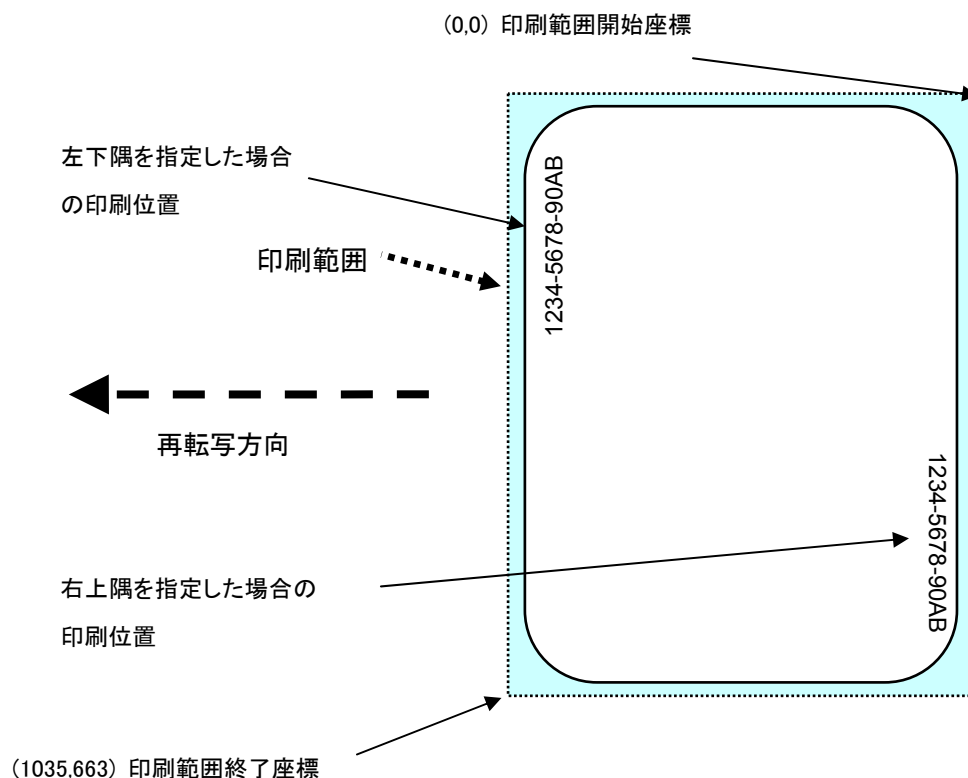 (0,0) 印刷範囲開始座標
左下隅を指定した場合
の印刷位置
1234-5678-90AB
印刷範囲
再転写方向
1234-5678-90AB
右上隅を指定した場合の
印刷位置
(1035,663) 印刷範囲終了座標